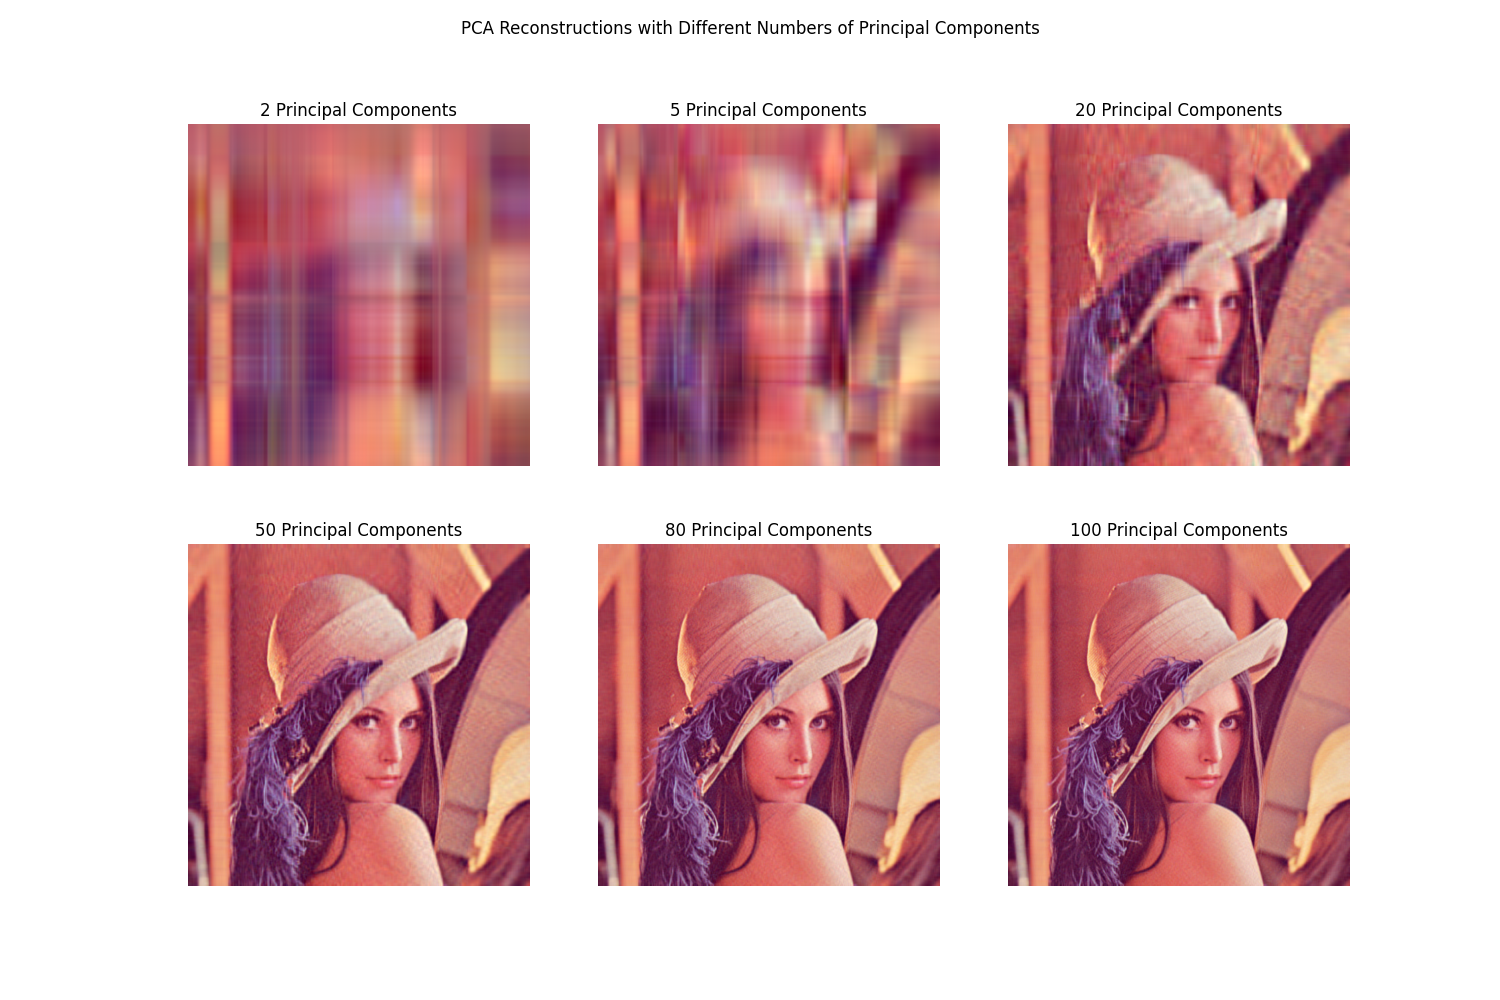 PCA Reconstructions with Different Numbers of Principal Components
2 Principal Components
5 Principal Components
20 Principal Components
50 Principal Components
80 Principal Components
100 Principal Components